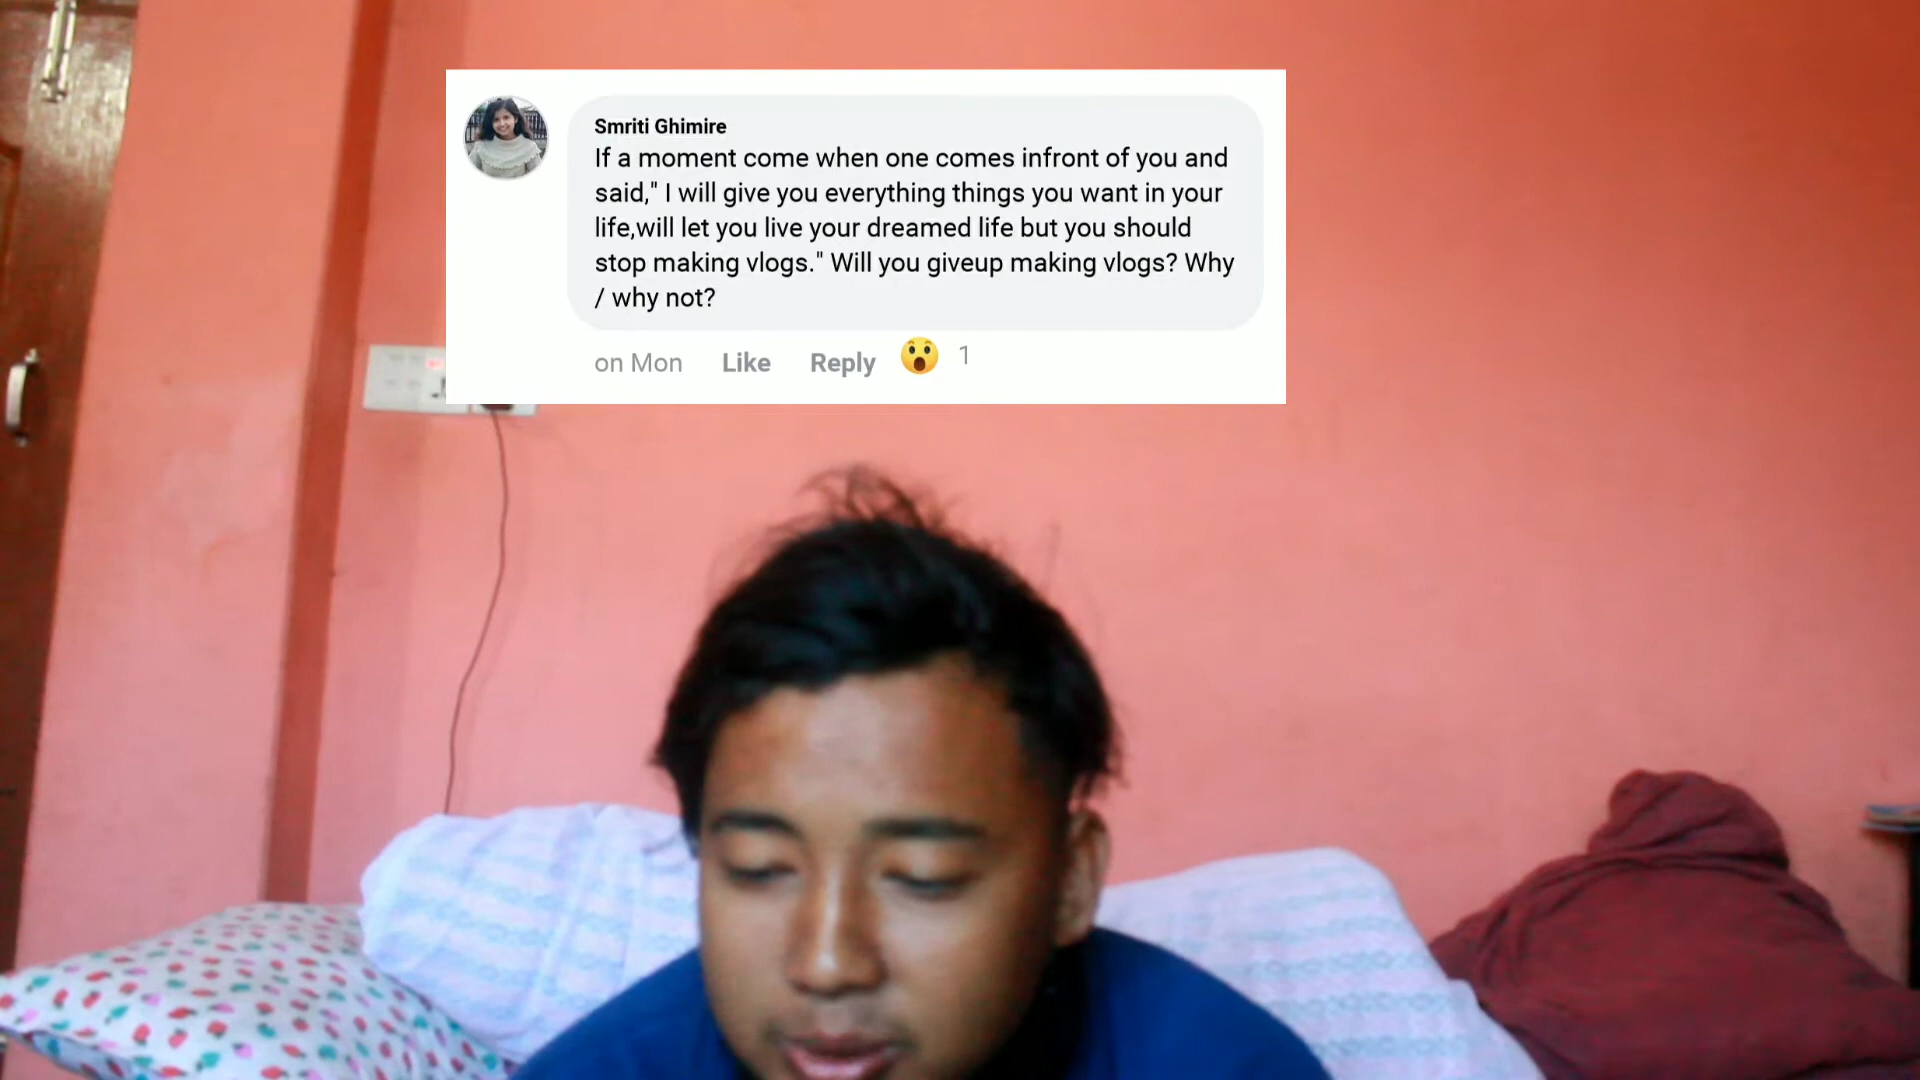 Smriti Ghimire
If a moment come when one comes infront of you and
said," I will give you everything things you want in your
life,will let you live your dreamed life but you should
stop making vlogs." Will you giveup making vlogs? Why
/ why not?
on Mon Like Reply 😮 1